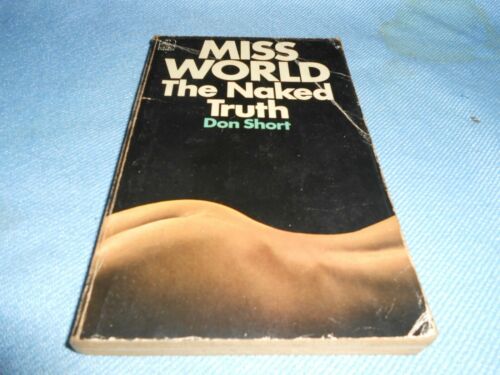 MISS
WORLD
The Naked
Truth
Don Short